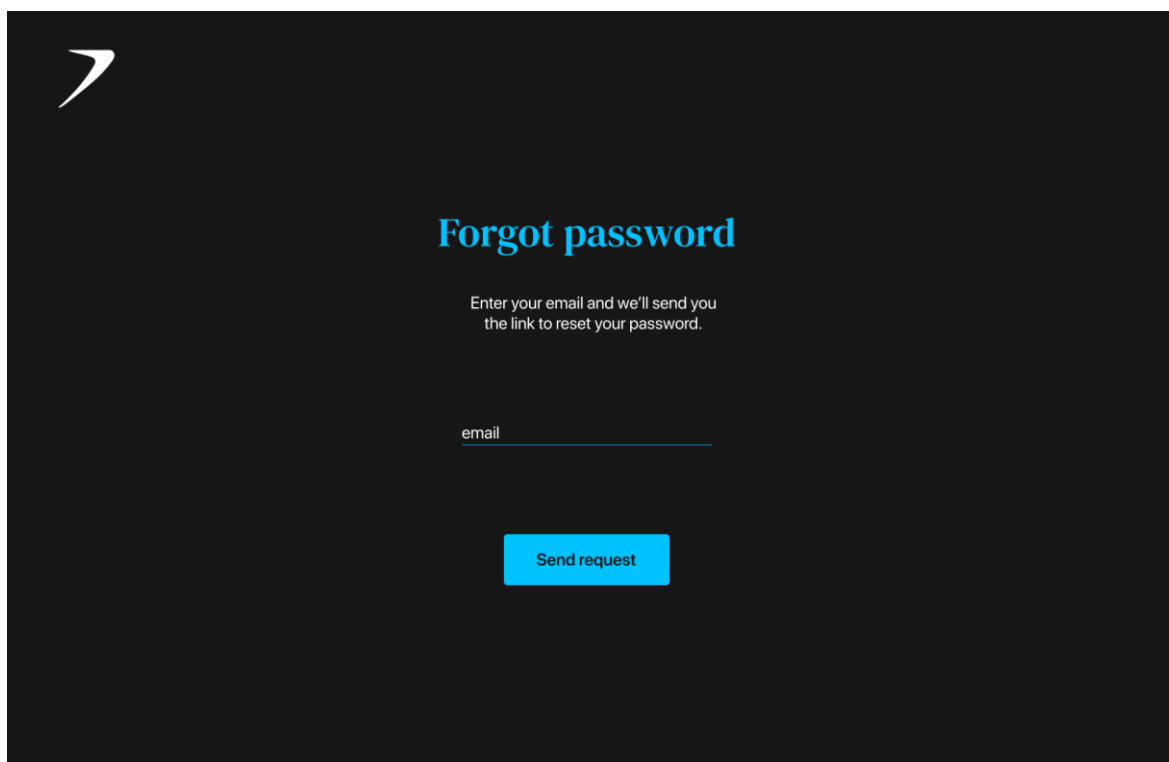 Forgot password
Enter your email and we’ll send you
the link to reset your password.
email
Send request